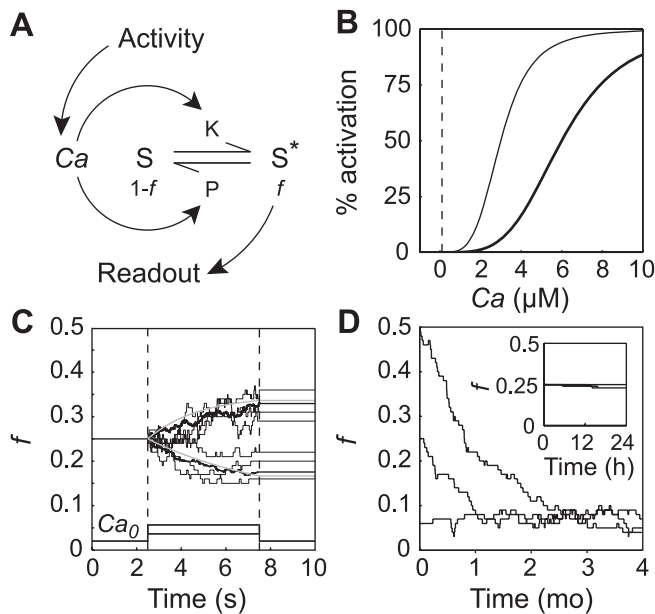 A
Activity
K
Ca S S*
1-f P f
Readout
B
100
75
50
25
0
% activation
0 2 4 6 8 10
Ca (µM)
C
0.5
0.4
0.3
0.2
0.1
0
f
Ca0
0 2 4 6 8 10
Time (s)
D
0.5
0.4
0.3
0.2
0.1
0
f
0.5
0.25
0
f
0 12 24
Time (h)
0 1 2 3 4
Time (mo)